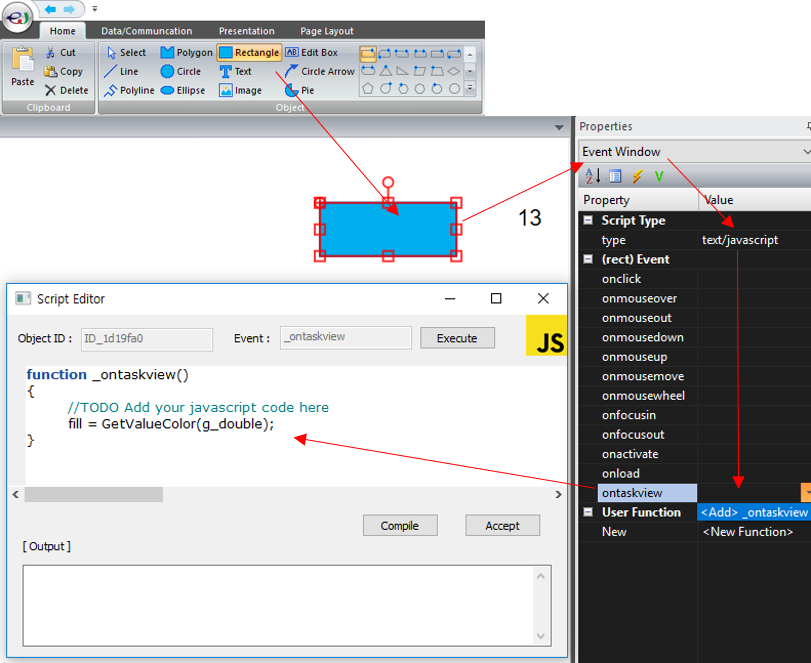 Home Data/Communcation Presentation Page Layout
Paste Cut Copy Delete
Clipboard
Select Polygon Rectangle AB Edit Box
Line Circle Text Circle Arrow
Polyline Ellipse Image Pie
Object
Properties
Event Window
Property Value
Script Type
type text/javascript
(rect) Event
onclick
onmouseover
onmouseout
onmousedown
onmouseup
onmousemove
onmousewheel
onfocusin
onfocusout
onactivate
onload
ontaskview
User Function <Add> _ontaskview
New <New Function>
13
Script Editor
Object ID : ID_1d19fa0 Event : _ontaskview Execute JS
function _ontaskview()
{
//TODO Add your javascript code here
fill = GetValueColor(g_double);
}
Compile Accept
[ Output ]